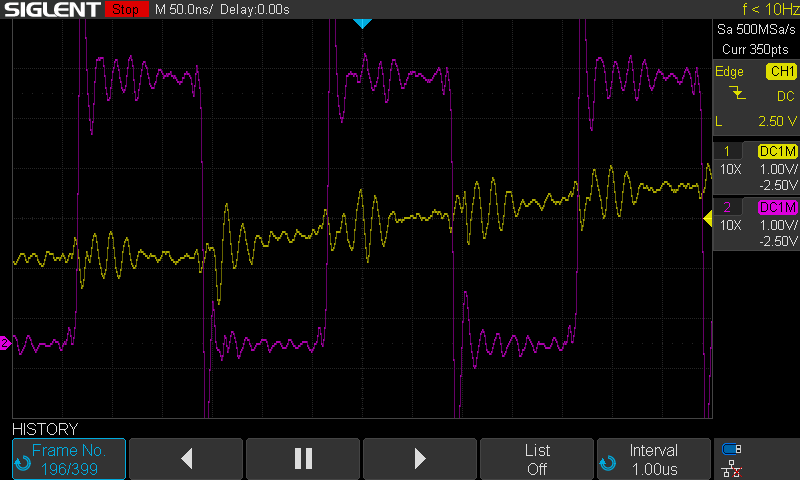 SIGLENT Stop M 50.0ns/ Delay:0.00s f < 10Hz
Sa 500MSa/s
Curr 350pts
Edge CH1
DC
L 2.50 V
1 DC1M
10X 1.00V/
-2.50V
2 DC1M
10X 1.00V/
-2.50V
2
HISTORY
Frame No. List Interval
196/399 Off 1.00us